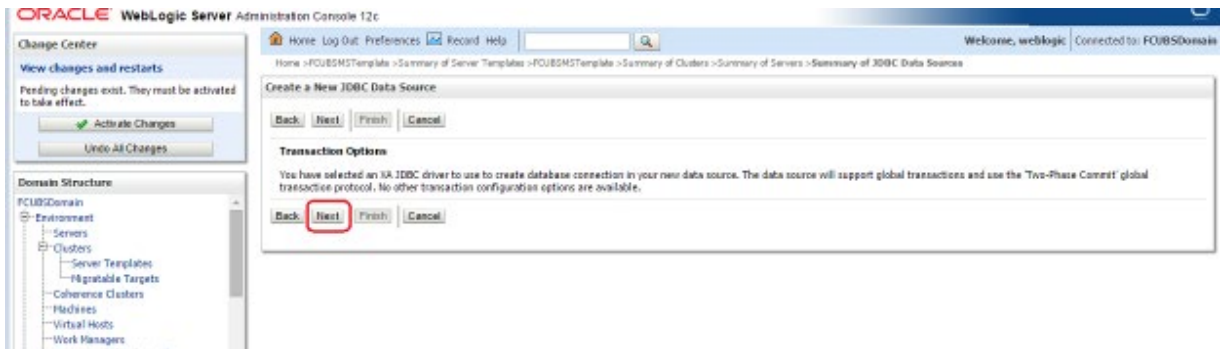 ORACLE WebLogic Server Administration Console 12c
Change Center
View changes and restarts
Pending changes exist. They must be activated
to take effect.
Activate Changes
Undo All Changes
Domain Structure
FCUBSDomain
Environment
Servers
Clusters
Server Templates
Migratable Targets
Coherence Clusters
Machines
Virtual Hosts
Work Managers
Home Log Out Preferences Record Help
Welcome, weblogic Connected to: FCUBSDomain
Home >FCUBSMSTemplate >Summary of Server Templates >FCUBSMSTemplate >Summary of Clusters >Summary of Servers >Summary of JDBC Data Sources
Create a New JDBC Data Source
Back Next Finish Cancel
Transaction Options
You have selected an XA JDBC driver to use to create database connection in your new data source. The data source will support global transactions and use the 'Two-Phase Commit' global
transaction protocol. No other transaction configuration options are available.
Back Next Finish Cancel